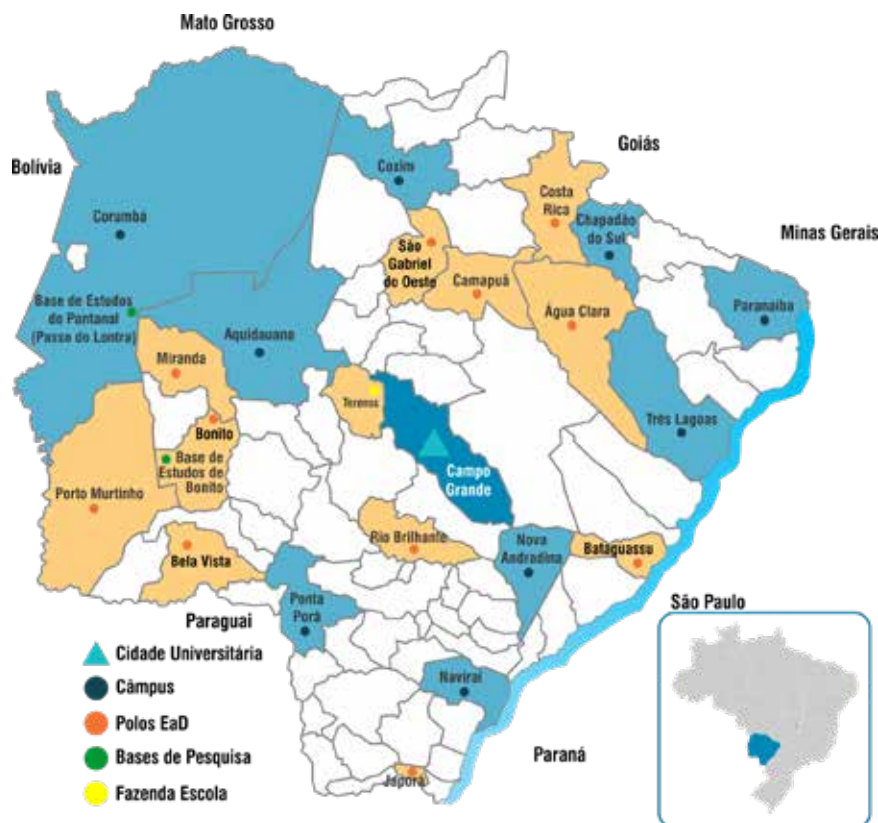 Mato Grosso
Goiás
Bolívia
Minas Gerais
Coxim
Costa
Rica
Corumbá
Chapadão
do Sul
São
Gabriel
do Oeste
Camapuã
Base de Estudos
do Pantanal
(Passo do Lontra)
Água Clara
Paranaíba
Aquidauana
Miranda
Terenos
Três Lagoas
Bonito
Campo
Grande
Base de
Estudos de
Bonito
Porto Murtinho
Rio Brilhante
Nova
Andradina
Bataguassu
Bela Vista
São Paulo
Ponta
Porã
Paraguai
Cidade Universitária
Câmpus
Naviraí
Polos EaD
Bases de Pesquisa
Paraná
Japorã
Fazenda Escola